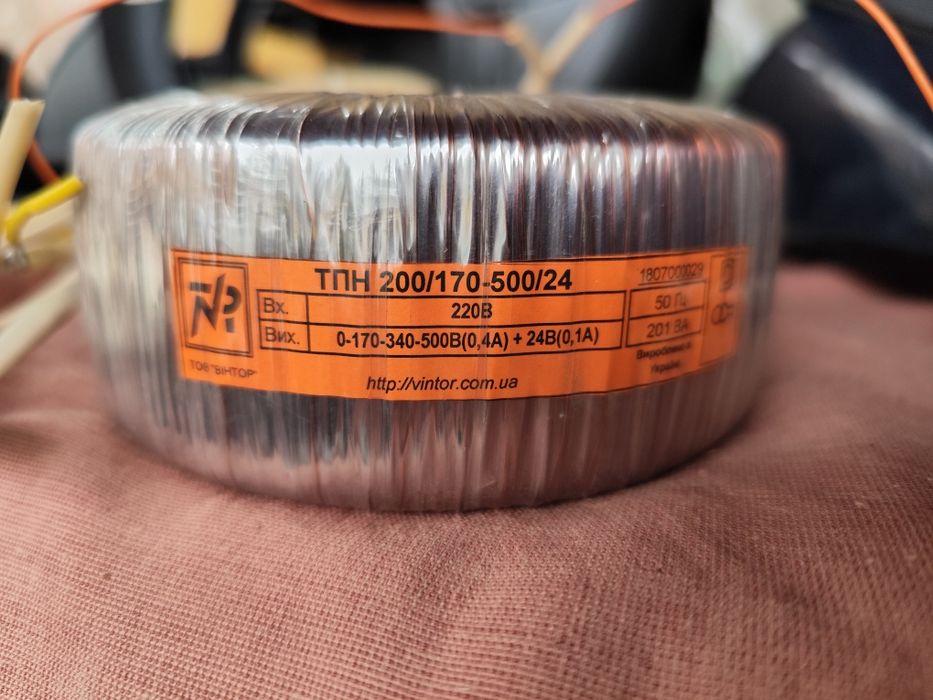 ТПН 200/170-500/24
1807000029
Вх.
220В
50 Гц
Вих.
0-170-340-500В(0,4А) + 24В(0,1А)
201 ВА
ТОВ "ВІНТОР"
http://vintor.com.ua
Вироблено в
Україні